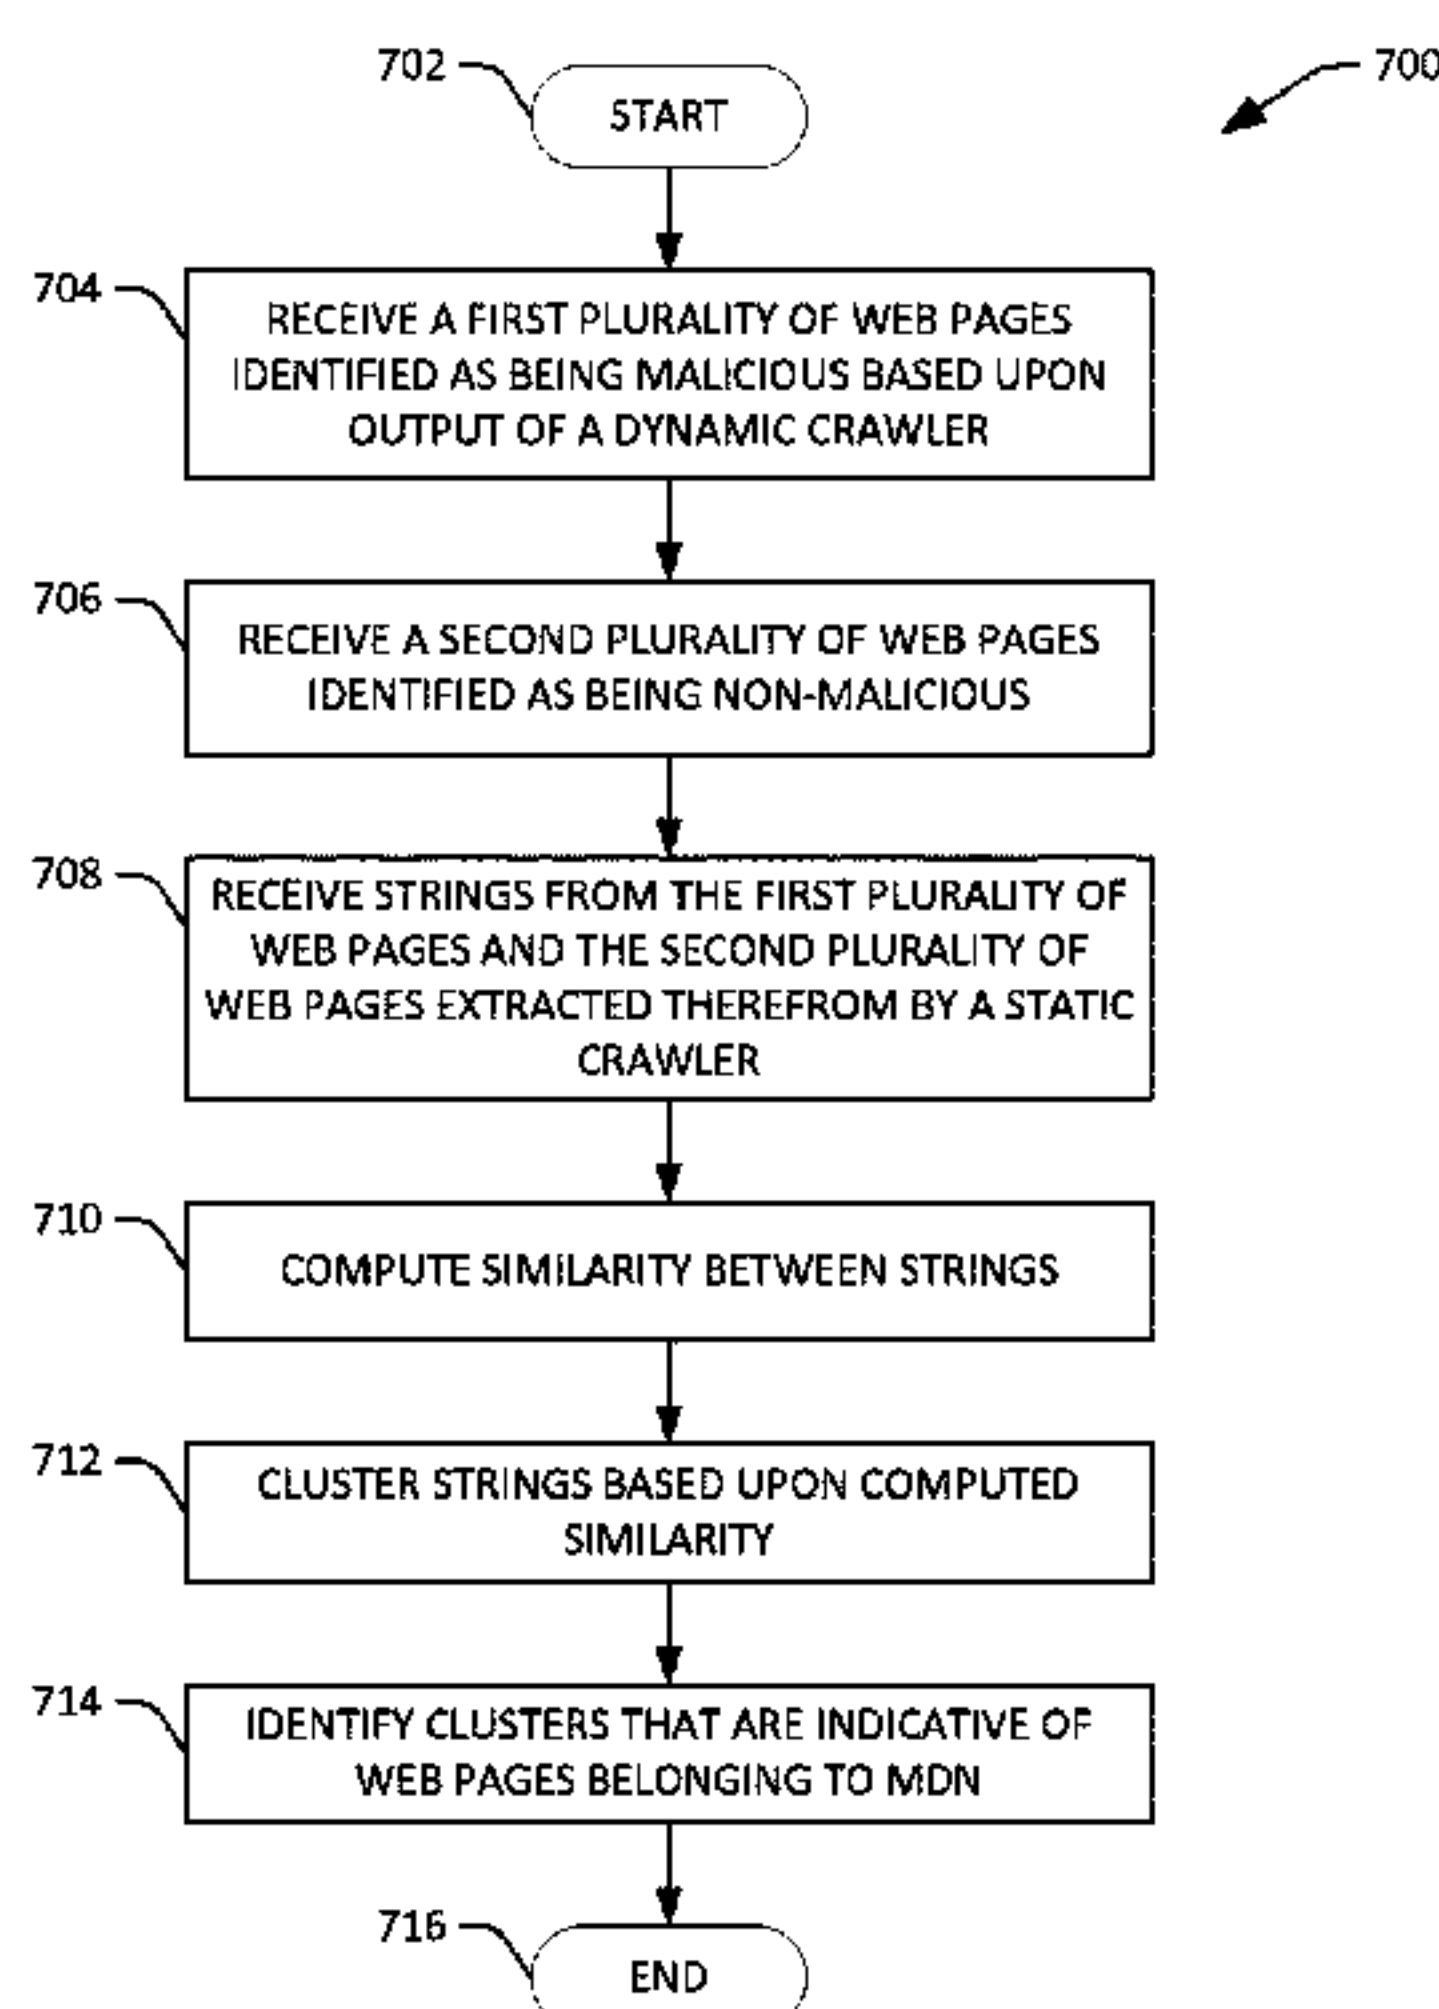 702
START
700
704
RECEIVE A FIRST PLURALITY OF WEB PAGES
IDENTIFIED AS BEING MALICIOUS BASED UPON
OUTPUT OF A DYNAMIC CRAWLER
706
RECEIVE A SECOND PLURALITY OF WEB PAGES
IDENTIFIED AS BEING NON-MALICIOUS
708
RECEIVE STRINGS FROM THE FIRST PLURALITY OF
WEB PAGES AND THE SECOND PLURALITY OF
WEB PAGES EXTRACTED THEREFROM BY A STATIC
CRAWLER
710
COMPUTE SIMILARITY BETWEEN STRINGS
712
CLUSTER STRINGS BASED UPON COMPUTED
SIMILARITY
714
IDENTIFY CLUSTERS THAT ARE INDICATIVE OF
WEB PAGES BELONGING TO MDN
716
END